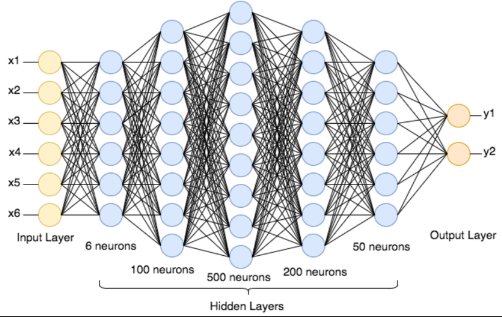 x1
x2
x3
x4
x5
x6
y1
y2
Input Layer
6 neurons
100 neurons
500 neurons
200 neurons
50 neurons
Output Layer
Hidden Layers